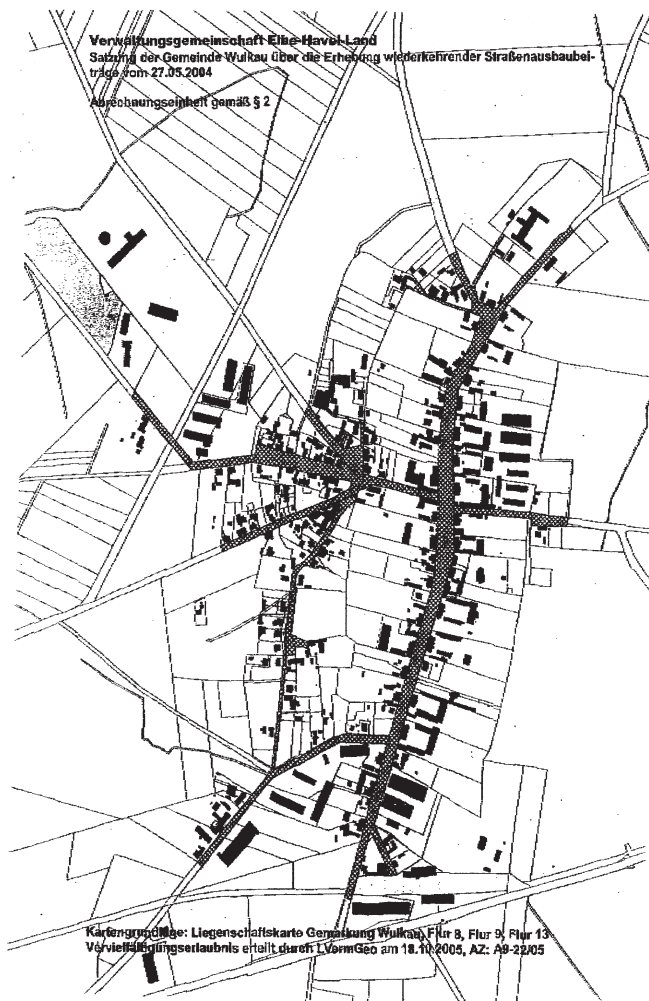 Verwaltungsgemeinschaft Elbe-Havel-Land
Satzung der Gemeinde Wulkau über die Erhebung wiederkehrender Straßenausbaubei-
träge vom 27.05.2004
Abrechnungseinheit gemäß § 2
Kartengrundlage: Liegenschaftskarte Gemarkung Wulkau, Flur 8, Flur 9, Flur 13
Vervielfältigungserlaubnis erteilt durch LVermGeo am 18.10.2005, AZ: A9-22/05